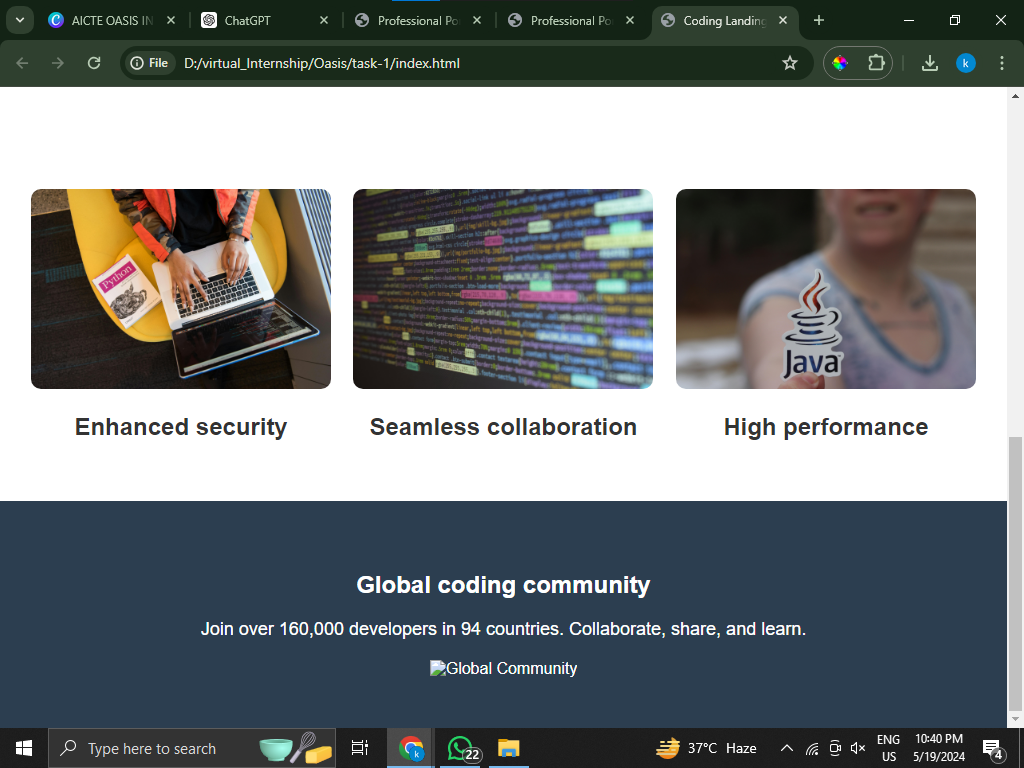 AICTE OASIS IN
ChatGPT
Professional Po
Professional Po
Coding Landing
File
D:/virtual_Internship/Oasis/task-1/index.html
k
Python
Java
Enhanced security
Seamless collaboration
High performance
Global coding community
Join over 160,000 developers in 94 countries. Collaborate, share, and learn.
Global Community
Type here to search
k
22
37°C Haze
ENG
US
10:40 PM
5/19/2024
4